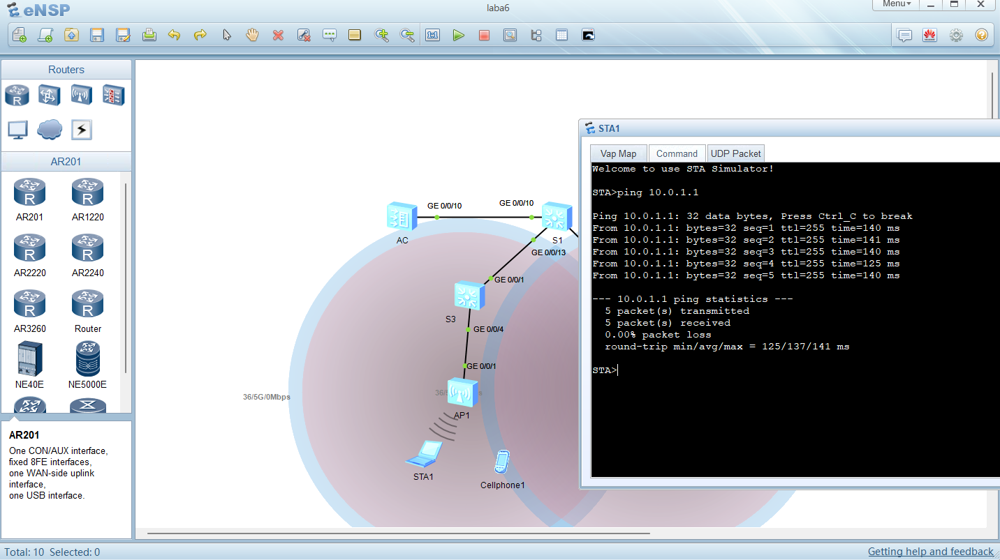 eNSP
laba6
Menu
Routers
AR201
AR201
AR1220
AR2220
AR2240
AR3260
Router
NE40E
NE5000E
AR201
One CON/AUX interface,
fixed 8FE interfaces,
one WAN-side uplink
interface,
one USB interface.
GE 0/0/10
GE 0/0/10
AC
S1
GE 0/0/13
GE 0/0/1
S3
GE 0/0/4
GE 0/0/1
36/5G/0Mbps
AP1
STA1
Cellphone1
STA1
Vap Map
Command
UDP Packet
Welcome to use STA Simulator!
STA>ping 10.0.1.1
Ping 10.0.1.1: 32 data bytes, Press Ctrl_C to break
From 10.0.1.1: bytes=32 seq=1 ttl=255 time=140 ms
From 10.0.1.1: bytes=32 seq=2 ttl=255 time=141 ms
From 10.0.1.1: bytes=32 seq=3 ttl=255 time=140 ms
From 10.0.1.1: bytes=32 seq=4 ttl=255 time=125 ms
From 10.0.1.1: bytes=32 seq=5 ttl=255 time=140 ms
--- 10.0.1.1 ping statistics ---
5 packet(s) transmitted
5 packet(s) received
0.00% packet loss
round-trip min/avg/max = 125/137/141 ms
STA>
Total: 10 Selected: 0
Getting help and feedback